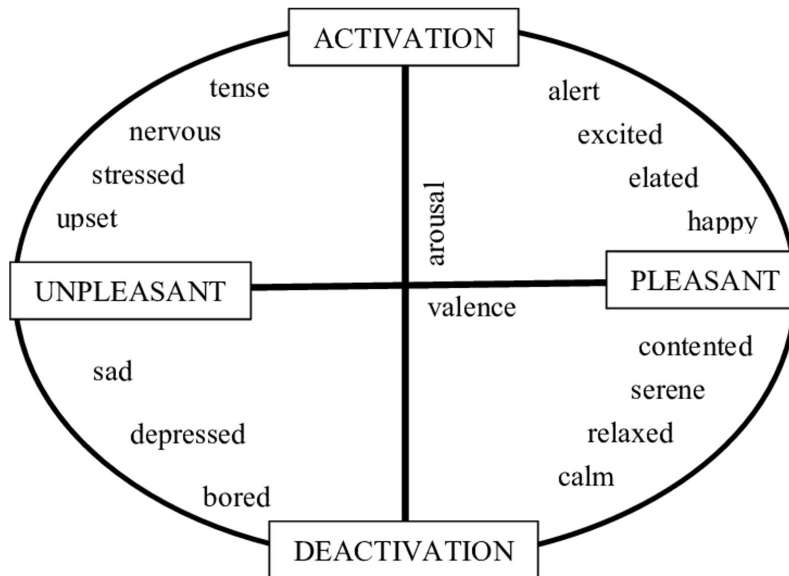 ACTIVATION
tense
alert
nervous
excited
stressed
elated
upset
happy
arousal
UNPLEASANT
PLEASANT
valence
sad
contented
serene
depressed
relaxed
bored
calm
DEACTIVATION